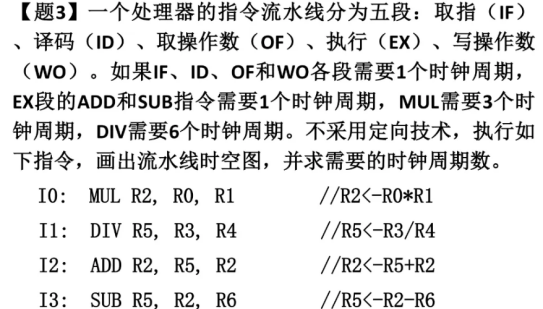 【题3】一个处理器的指令流水线分为五段：取指（IF）
、译码（ID）、取操作数（OF）、执行（EX）、写操作数
（WO）。如果IF、ID、OF和WO各段需要1个时钟周期，
EX段的ADD和SUB指令需要1个时钟周期，MUL需要3个时
钟周期，DIV需要6个时钟周期。不采用定向技术，执行如
下指令，画出流水线时空图，并求需要的时钟周期数。
I0: MUL R2, R0, R1 //R2<-R0*R1
I1: DIV R5, R3, R4 //R5<-R3/R4
I2: ADD R2, R5, R2 //R2<-R5+R2
I3: SUB R5, R2, R6 //R5<-R2-R6